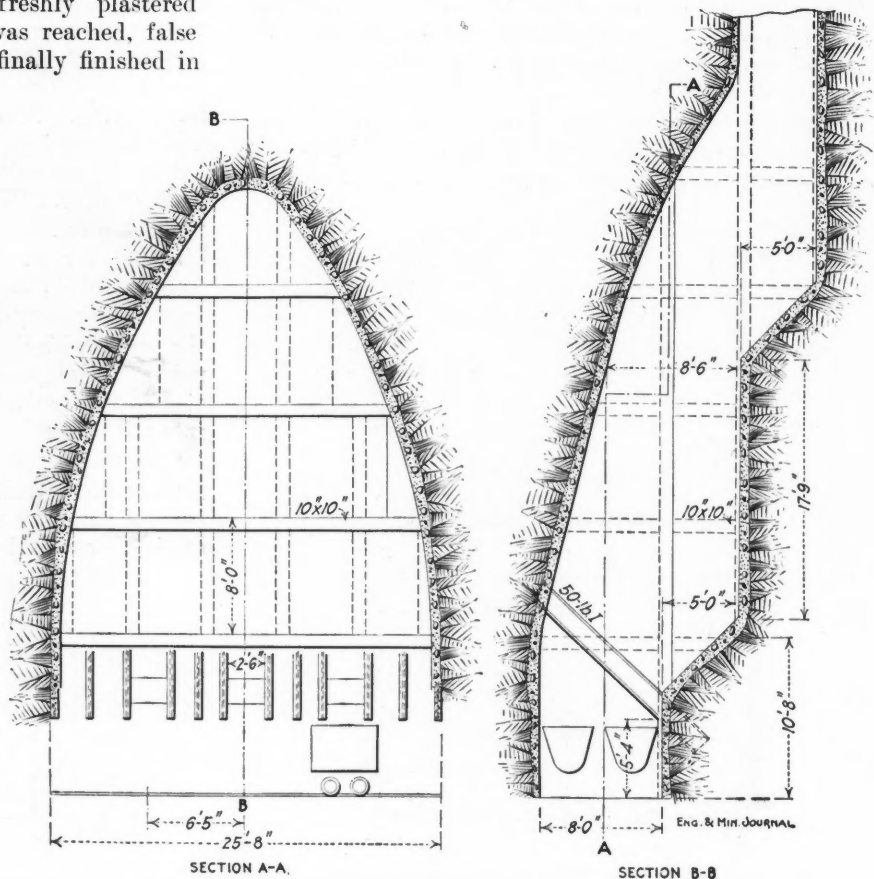 freshly plastered
was reached, false
finally finished in
B
A
5'-0"
8'-6"
10"x10"
8'-0"
10"x10"
17'-9"
50-lb I
5'-0"
2'-6"
10'-8"
5'-4"
B
6'-5"
25'-8"
8'-0"
ENG. & MIN. JOURNAL
A
SECTION A-A.
SECTION B-B